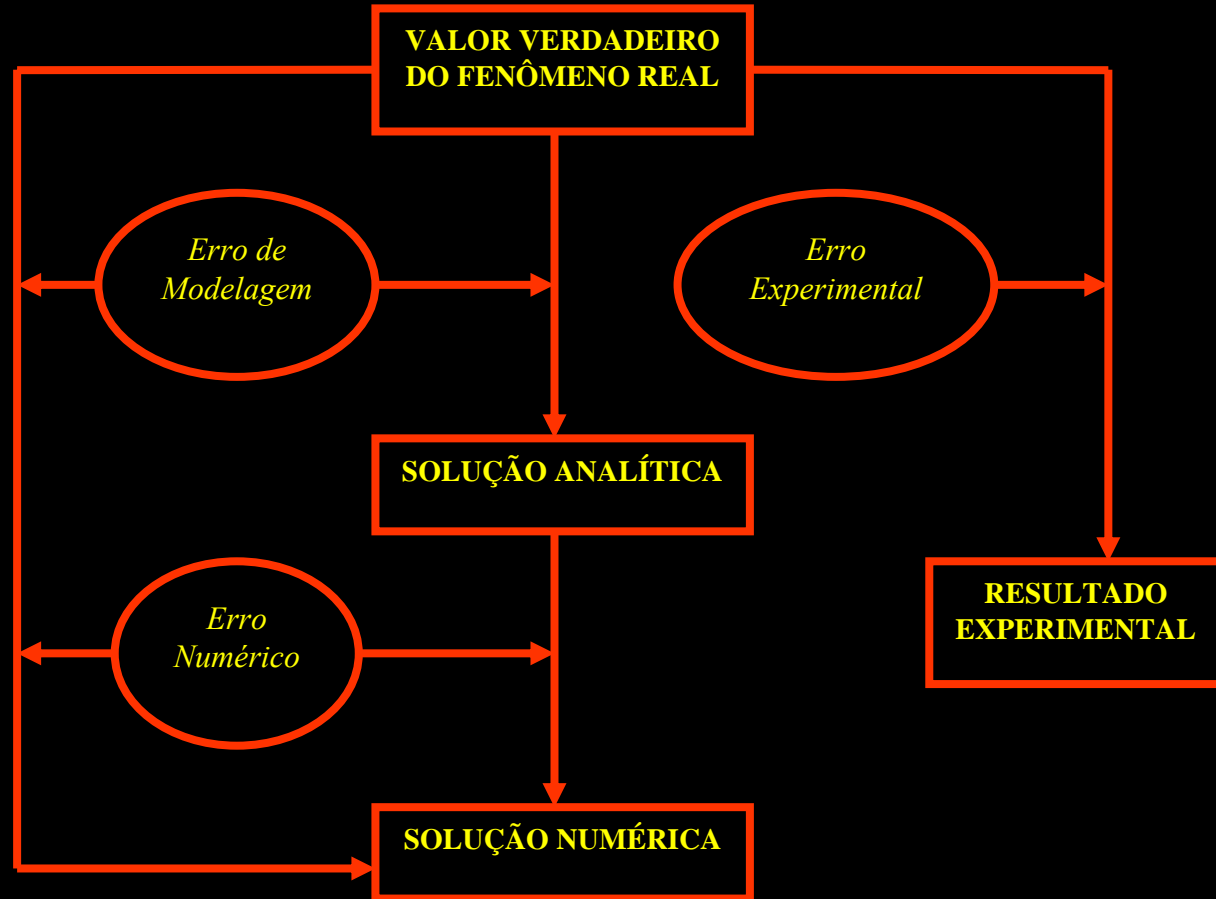 VALOR VERDADEIRO
DO FENÔMENO REAL
Erro de
Modelagem
Erro
Experimental
SOLUÇÃO ANALÍTICA
Erro
Numérico
RESULTADO
EXPERIMENTAL
SOLUÇÃO NUMÉRICA